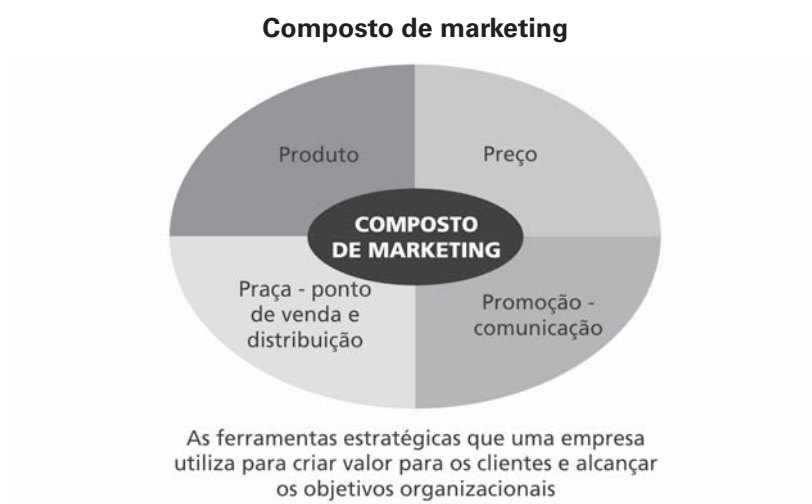 Composto de marketing
Produto
Preço
COMPOSTO
DE MARKETING
Praça - ponto
de venda e
distribuição
Promoção -
comunicação
As ferramentas estratégicas que uma empresa
utiliza para criar valor para os clientes e alcançar
os objetivos organizacionais